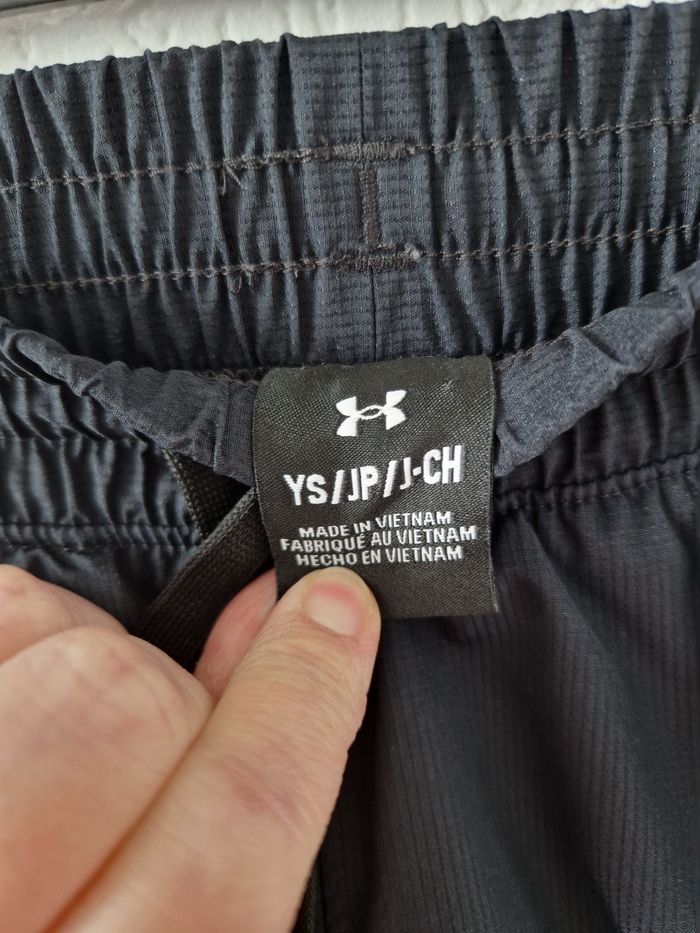 YS/JP/J-CH
MADE IN VIETNAM
FABRIQUÉ AU VIETNAM
HECHO EN VIETNAM